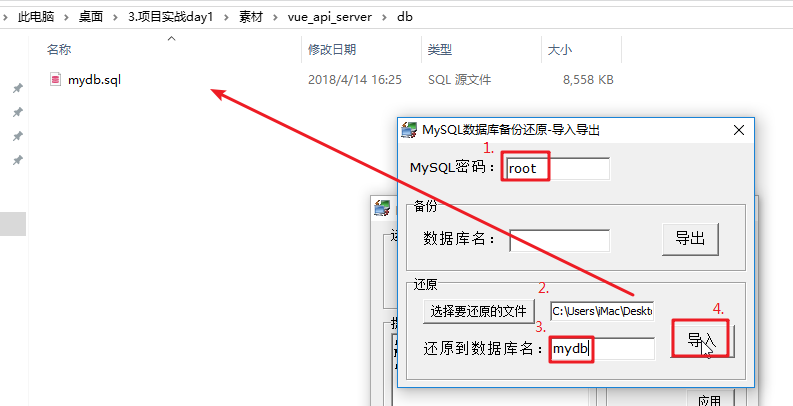 此电脑 > 桌面 > 3.项目实战day1 > 素材 > vue_api_server > db
名称 修改日期 类型 大小
mydb.sql 2018/4/14 16:25 SQL 源文件 8,558 KB
MySQL数据库备份还原-导入导出
1.
MySQL密码： root
备份
数据库名： 导出
还原
2.
选择要还原的文件 C:\Users\iMac\Deskto
3. 4.
还原到数据库名： mydb 导入
应用